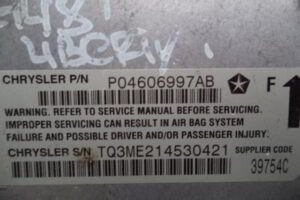 CHRYSLER P/N P04606997AB F
WARNING. REFER TO SERVICE MANUAL BEFORE SERVICING.
IMPROPER SERVICING CAN RESULT IN AIR BAG SYSTEM
FAILURE AND POSSIBLE DRIVER AND/OR PASSENGER INJURY.
CHRYSLER S/N TQ3ME214530421 SUPPLIER CODE
39754C